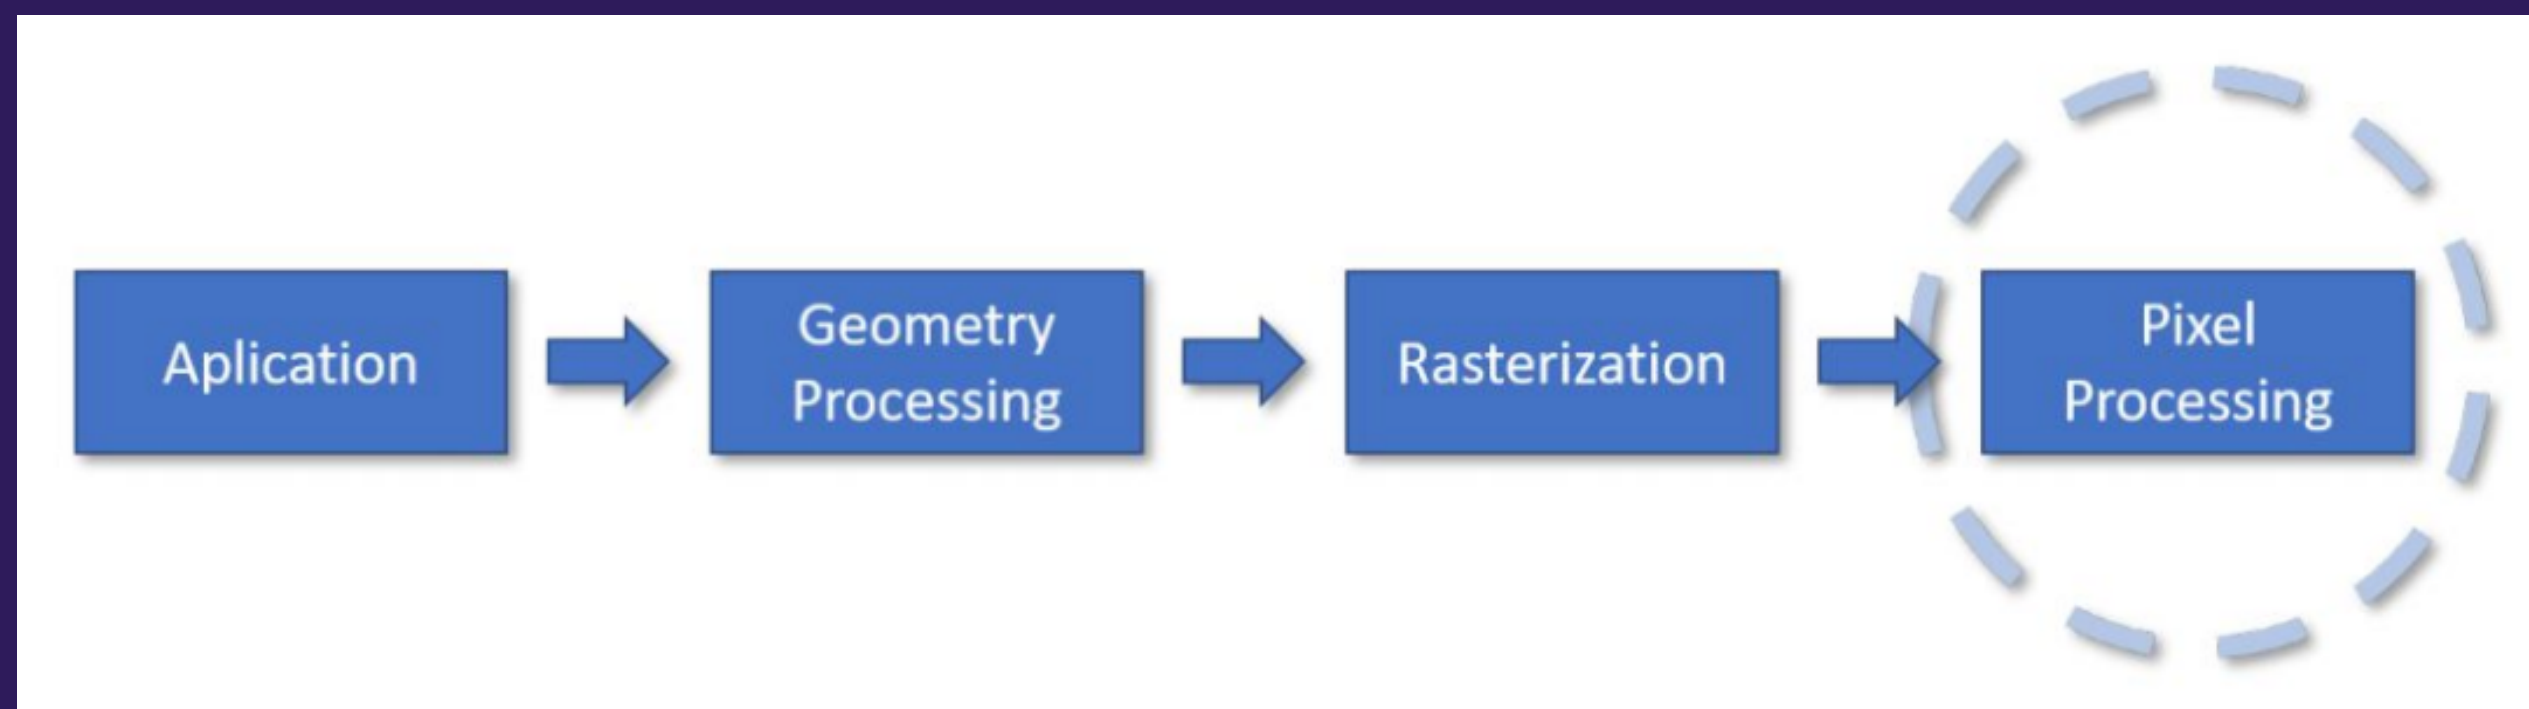 Aplication
Geometry
Processing
Rasterization
Pixel
Processing